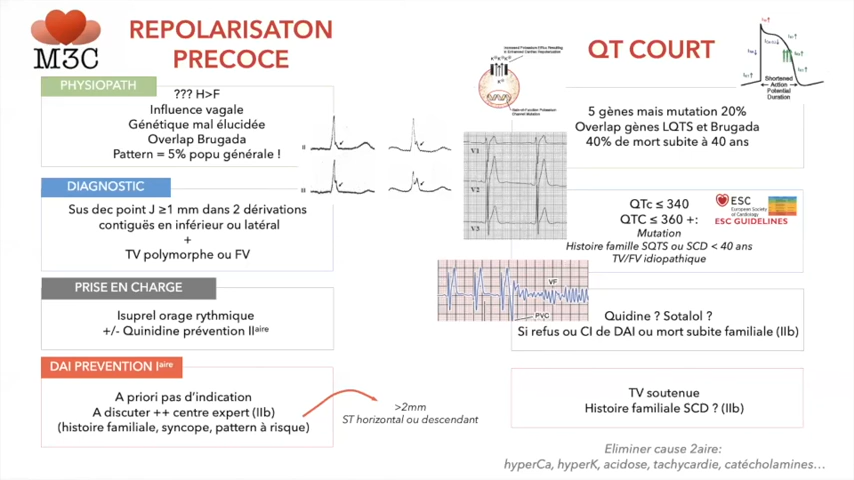 M3C
REPOLARISATON
PRECOCE
PHYSIOPATH
??? H>F
Influence vagale
Génétique mal élucidée
Overlap Brugada
Pattern = 5% popu générale !
DIAGNOSTIC
Sus dec point J ≥1 mm dans 2 dérivations
contiguës en inférieur ou latéral
+
TV polymorphe ou FV
PRISE EN CHARGE
Isuprel orage rythmique
+/- Quinidine prévention IIaire
DAI PREVENTION Iaire
A priori pas d'indication
A discuter ++ centre expert (IIb)
(histoire familiale, syncope, pattern à risque)
>2mm
ST horizontal ou descendant
II
II
V1
V2
V3
VF
PVC
QT COURT
Shortened
Action
Potential
Duration
5 gènes mais mutation 20%
Overlap gènes LQTS et Brugada
40% de mort subite à 40 ans
QTc ≤ 340
QTC ≤ 360 +:
Mutation
Histoire famille SQTS ou SCD < 40 ans
TV/FV idiopathique
ESC
European Society
of Cardiology
ESC GUIDELINES
Quidine ? Sotalol ?
Si refus ou CI de DAI ou mort subite familiale (IIb)
TV soutenue
Histoire familiale SCD ? (IIb)
Eliminer cause 2aire:
hyperCa, hyperK, acidose, tachycardie, catécholamines…